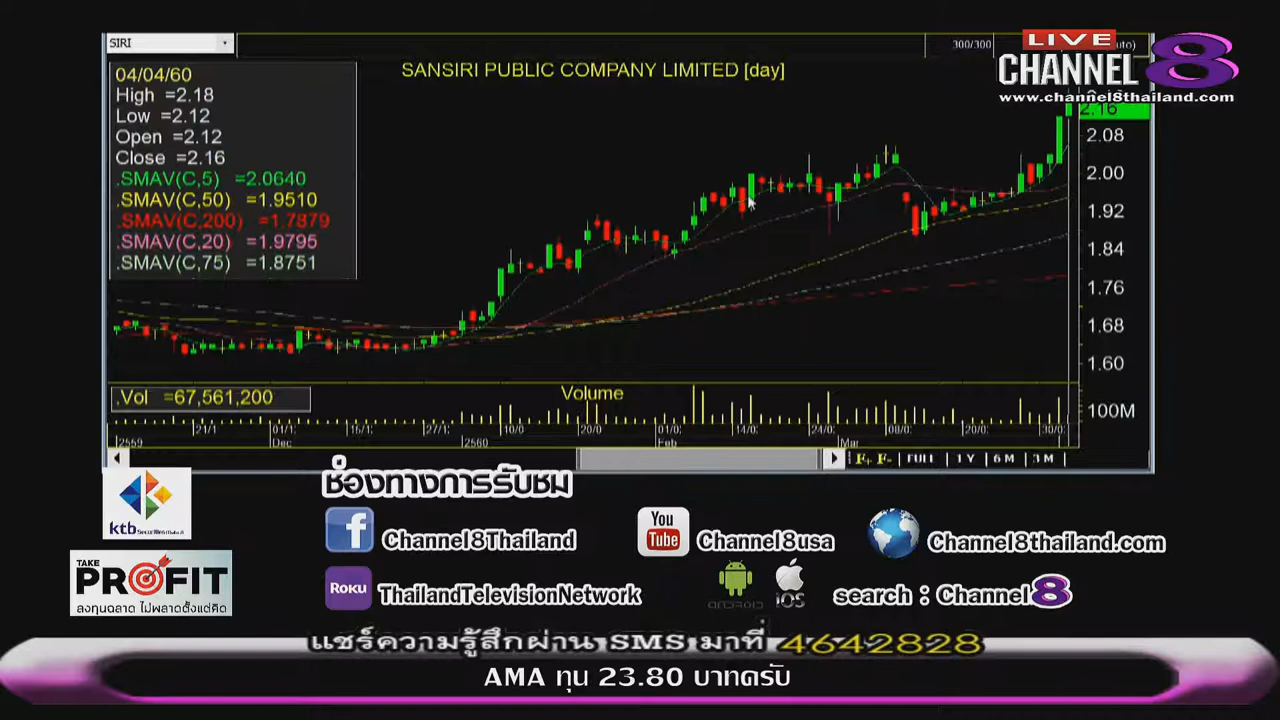 SIRI
300/300
LIVE
CHANNEL 8
www.channel8thailand.com
SANSIRI PUBLIC COMPANY LIMITED [day]
04/04/60
High =2.18
Low =2.12
Open =2.12
Close =2.16
.SMAV(C,5) =2.0640
.SMAV(C,50) =1.9510
.SMAV(C,200) =1.7879
.SMAV(C,20) =1.9795
.SMAV(C,75) =1.8751
2.16
2.08
2.00
1.92
1.84
1.76
1.68
1.60
.Vol =67,561,200
Volume
100M
21/1 01/1 15/1 27/1 10/0 20/0 01/0 14/0 24/0 08/0 20/0 30/0
2559 Dec 2560 Feb Mar
F+ F- FULL 1Y 6M 3M
ช่องทางการรับชม
ktb
Channel8Thailand
You Tube
Channel8usa
Channel8thailand.com
TAKE PROFIT
ลงทุนฉลาด ไม่พลาดตั้งแต่คิด
ROKU
ThailandTelevisionNetwork
ANDROID
iOS
search : Channel8
แชร์ความรู้สึกผ่าน SMS มาที่ 4642828
AMA ทุน 23.80 บาทครับ